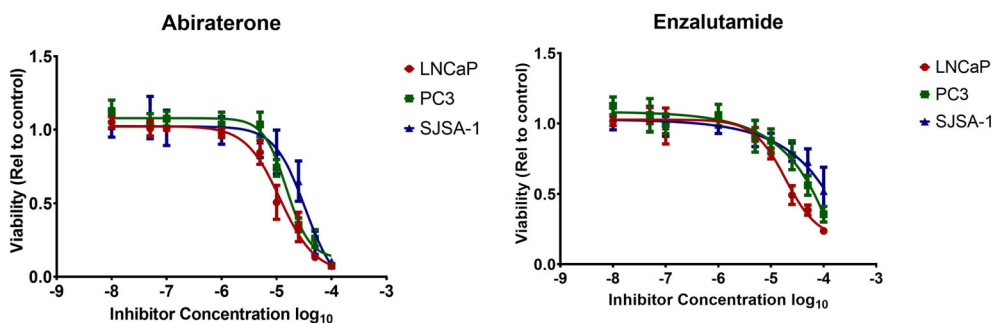 Abiraterone
Viability (Rel to control)
1.5
1.0
0.5
0.0
-9
-8
-7
-6
-5
-4
-3
Inhibitor Concentration log10
LNCaP
PC3
SJSA-1
Enzalutamide
Viability (Rel to control)
1.5
1.0
0.5
0.0
-9
-8
-7
-6
-5
-4
-3
Inhibitor Concentration log10
LNCaP
PC3
SJSA-1